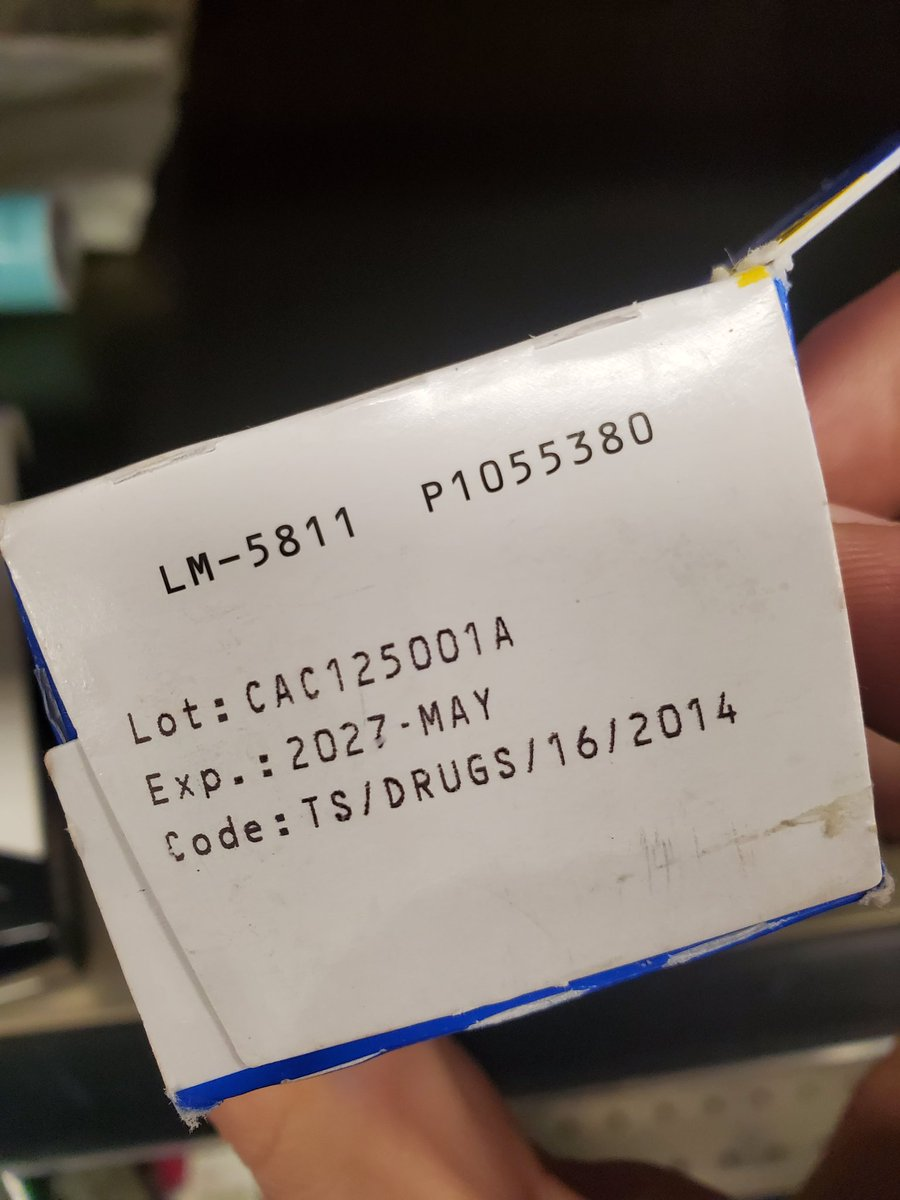 LM-5811 P1055380
Lot: CAC125001A
Exp.: 2027-MAY
Code: TS/DRUGS/16/2014